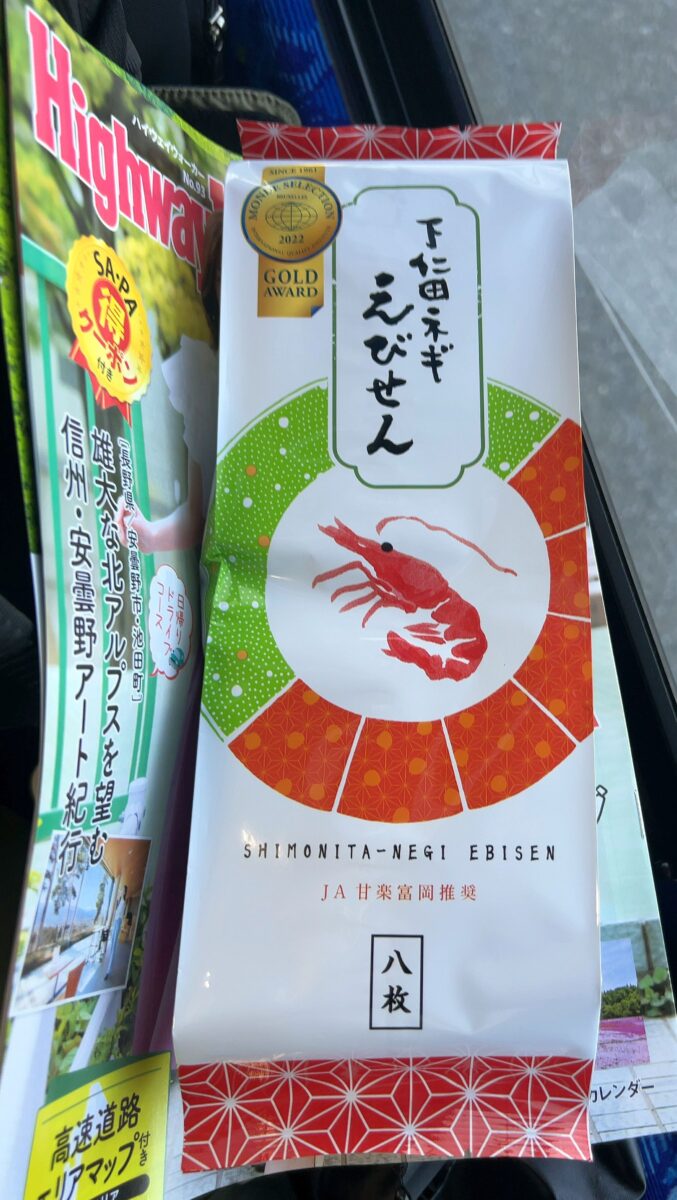 Highway
ハイウェイウォーカー
No.95
SA・PA
得
クーポン
付き
「長野県／安曇野市・池田町」
雄大な北アルプスを望む
信州・安曇野アート紀行
日帰り
ドライブ
コース
高速道路
エリアマップ付き
SINCE 1961
MONDE SELECTION
BRUXELLES
2022
INTERNATIONAL QUALITY AWARDS
GOLD
AWARD
下仁田ネギ
えびせん
SHIMONITA-NEGI EBISEN
JA甘楽富岡推奨
八枚
カレンダー